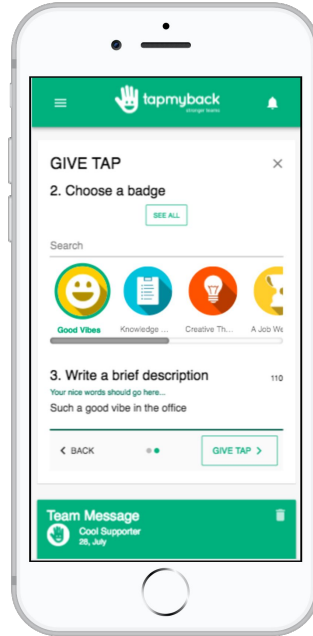 tapmyback
stronger teams
GIVE TAP
2. Choose a badge
SEE ALL
Search
Good Vibes
Knowledge ...
Creative Th...
A Job We
3. Write a brief description
110
Your nice words should go here...
Such a good vibe in the office
BACK
GIVE TAP
Team Message
Cool Supporter
28, July